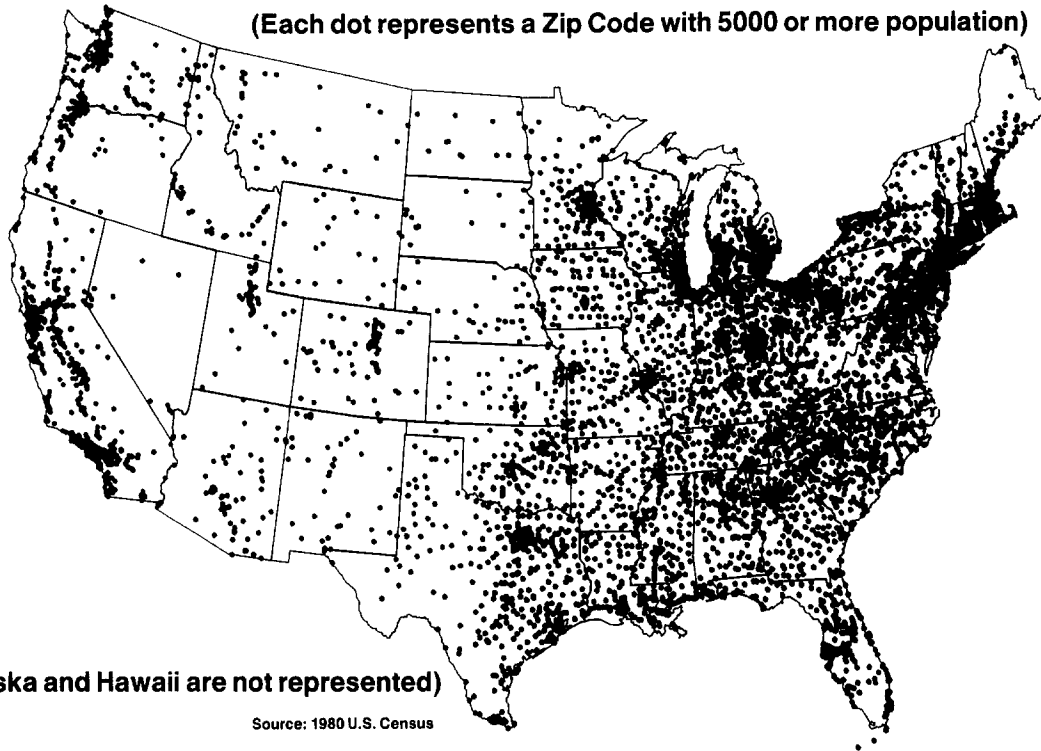 (Each dot represents a Zip Code with 5000 or more population)
ska and Hawaii are not represented)
Source: 1980 U.S. Census